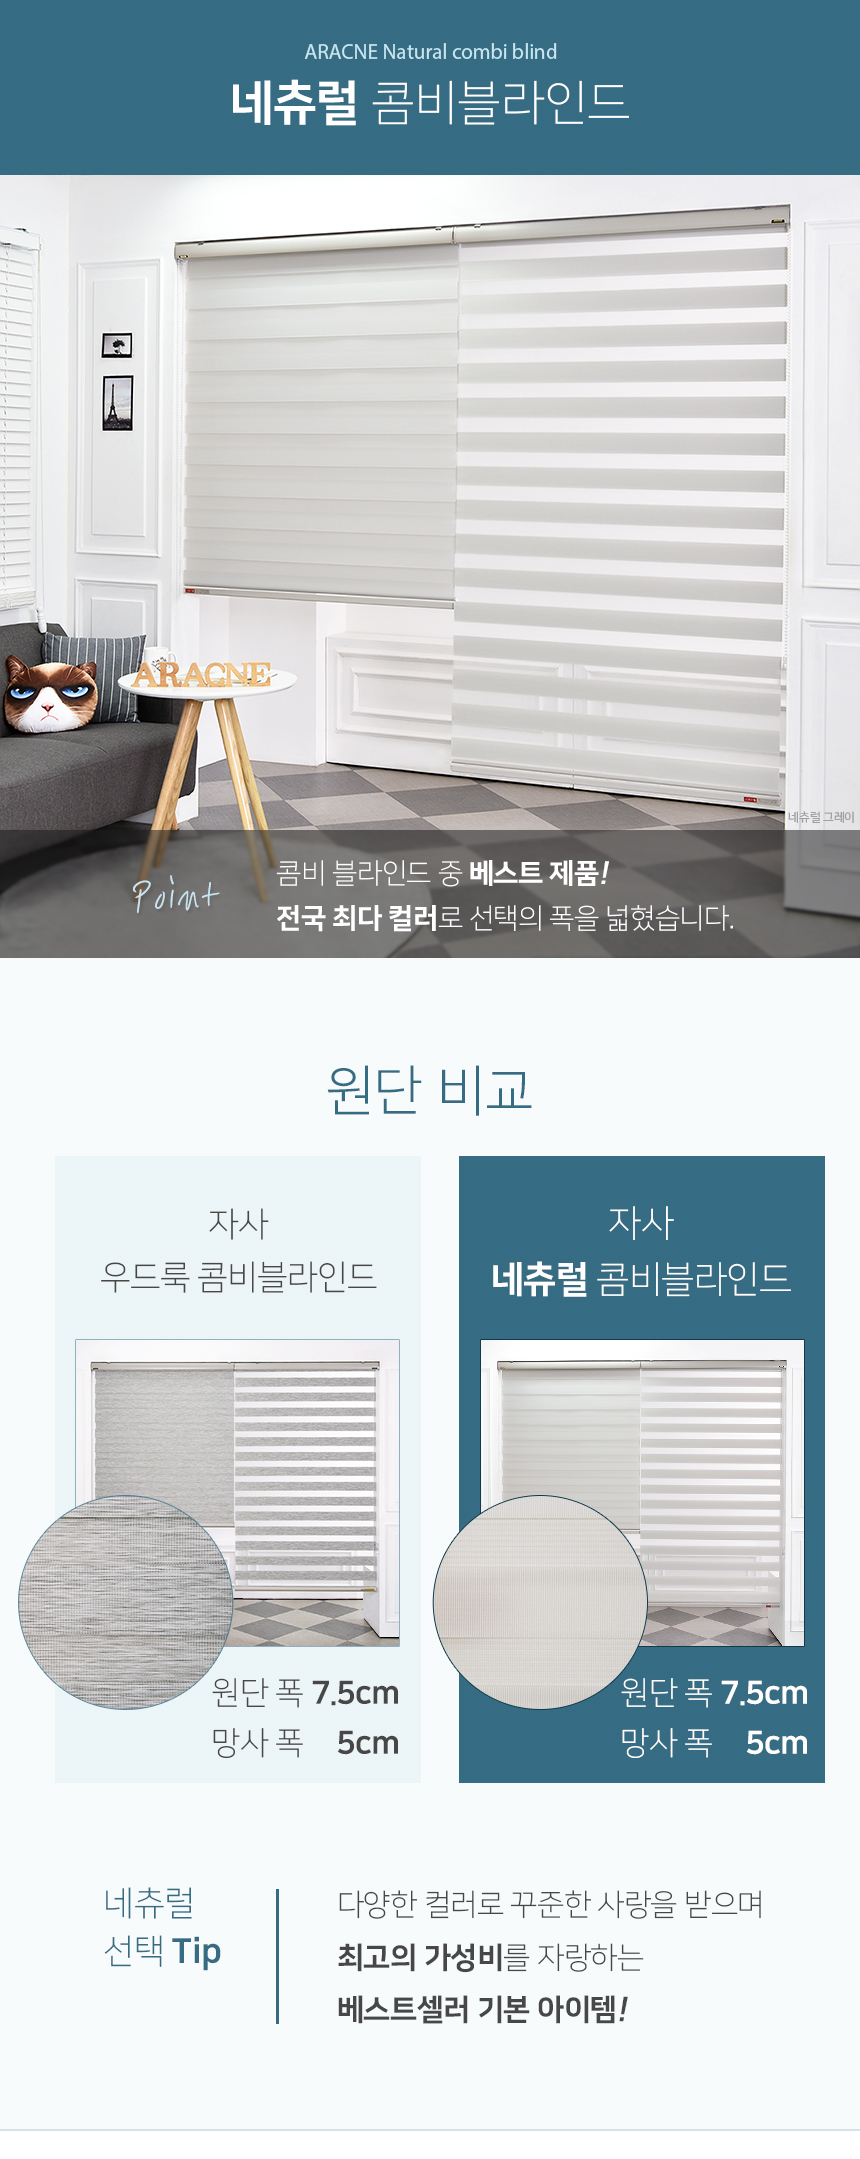 ARACNE Natural combi blind
네츄럴 콤비블라인드
ARACNE
네츄럴 그레이
Point
콤비 블라인드 중 베스트 제품!
전국 최다 컬러로 선택의 폭을 넓혔습니다.
원단 비교
자사
우드룩 콤비블라인드
원단 폭 7.5cm
망사 폭 5cm
자사
네츄럴 콤비블라인드
원단 폭 7.5cm
망사 폭 5cm
네츄럴
선택 Tip
다양한 컬러로 꾸준한 사랑을 받으며
최고의 가성비를 자랑하는
베스트셀러 기본 아이템!